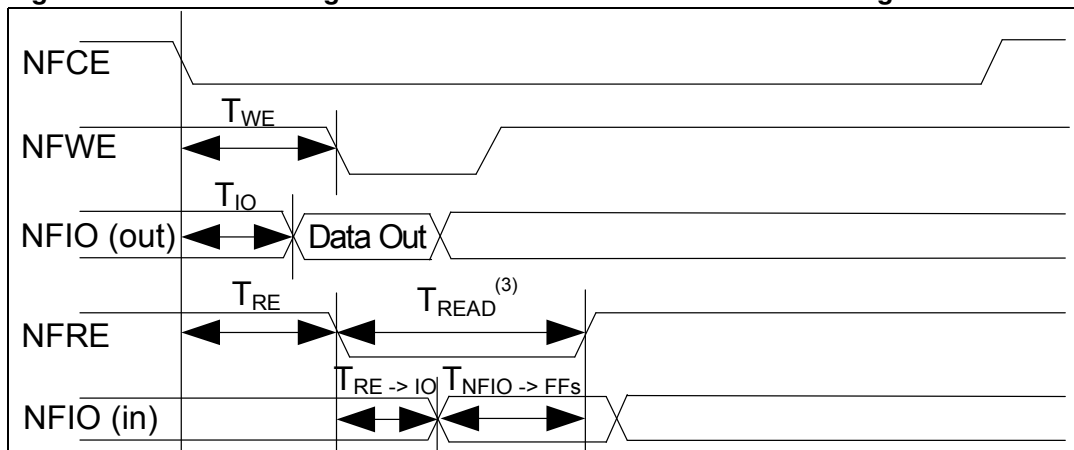 NFCE
T_WE
NFWE
T_IO
NFIO (out) Data Out
T_RE T_READ^(3)
NFRE
T_RE -> IO T_NFIO -> FFs
NFIO (in)